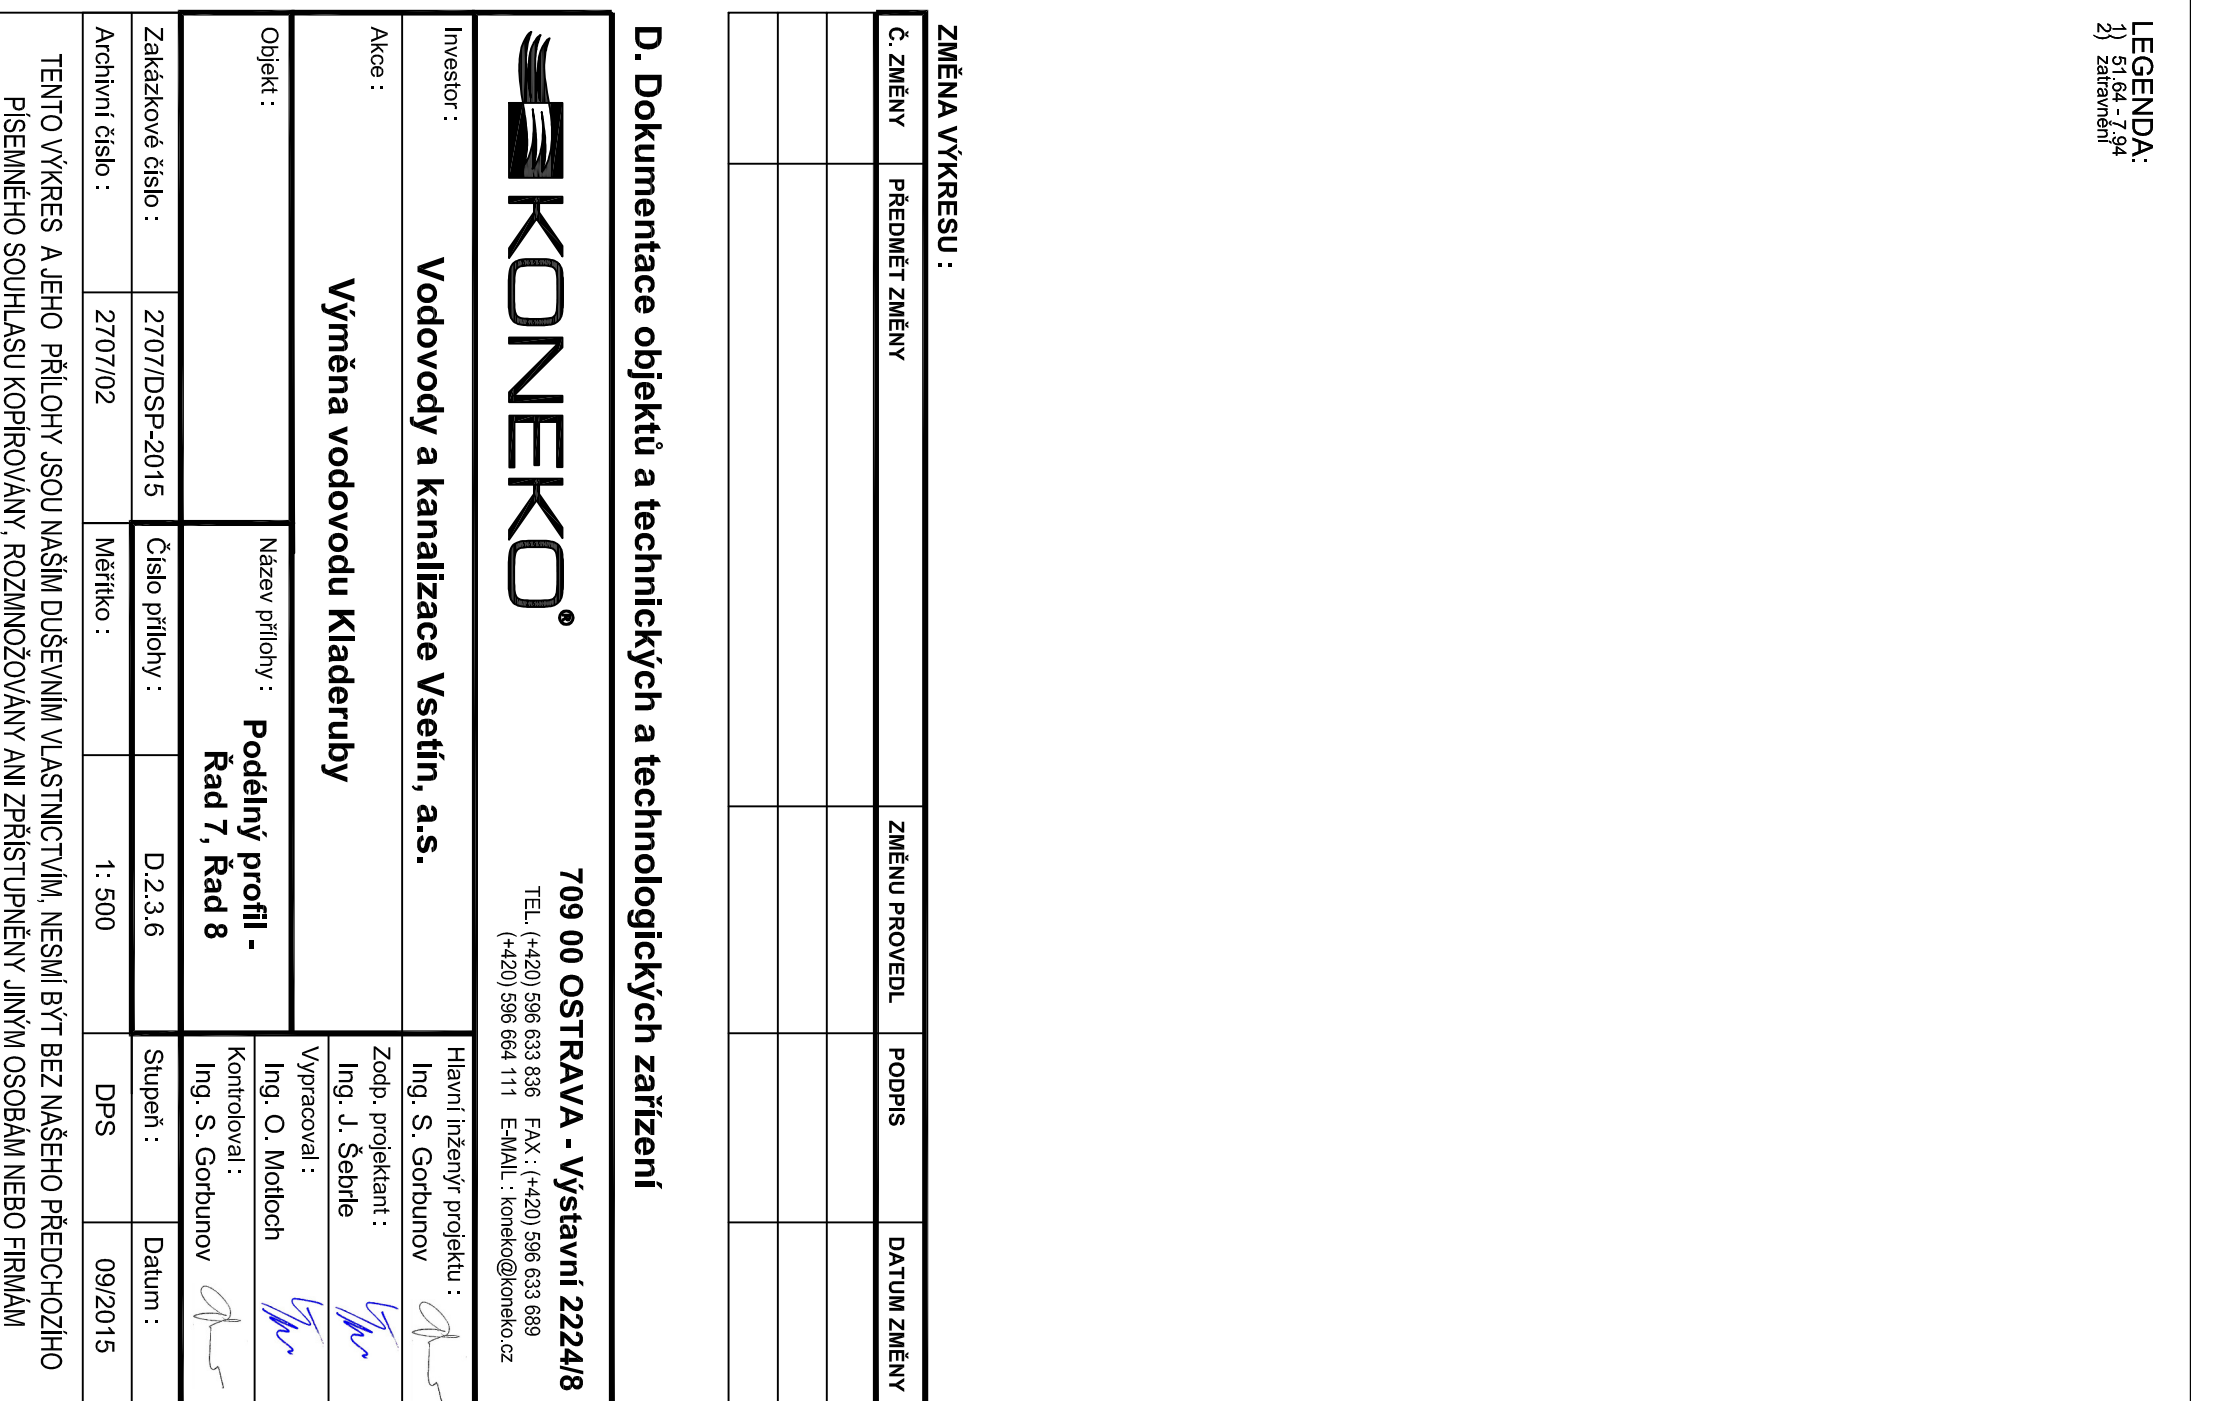 LEGENDA:
1) 51.64 - 7.94
2) zatravnění
ZMĚNA VÝKRESU :
Č. ZMĚNY PŘEDMĚT ZMĚNY ZMĚNU PROVEDL PODPIS DATUM ZMĚNY
D. Dokumentace objektů a technických a technologických zařízení
KONEKO®
709 00 OSTRAVA - Výstavní 2224/8
TEL. (+420) 596 633 836 FAX : (+420) 596 633 689
(+420) 596 664 111 E-MAIL : koneko@koneko.cz
Investor :
Vodovody a kanalizace Vsetín, a.s.
Hlavní inženýr projektu :
Ing. S. Gorbunov
Akce :
Výměna vodovodu Kladeruby
Zodp. projektant :
Ing. J. Šebrle
Objekt :
Název přílohy :
Podélný profil -
Řad 7, Řad 8
Vypracoval :
Ing. O. Motloch
Kontroloval :
Ing. S. Gorbunov
Zakázkové číslo : 2707/DSP-2015 Číslo přílohy : D.2.3.6 Stupeň : Datum :
Archivní číslo : 2707/02 Měřítko : 1: 500 DPS 09/2015
TENTO VÝKRES A JEHO PŘÍLOHY JSOU NAŠÍM DUŠEVNÍM VLASTNICTVÍM, NESMÍ BÝT BEZ NAŠEHO PŘEDCHOZÍHO
PÍSEMNÉHO SOUHLASU KOPÍROVÁNY, ROZMNOŽOVÁNY ANI ZPŘÍSTUPNĚNY JINÝM OSOBÁM NEBO FIRMÁM